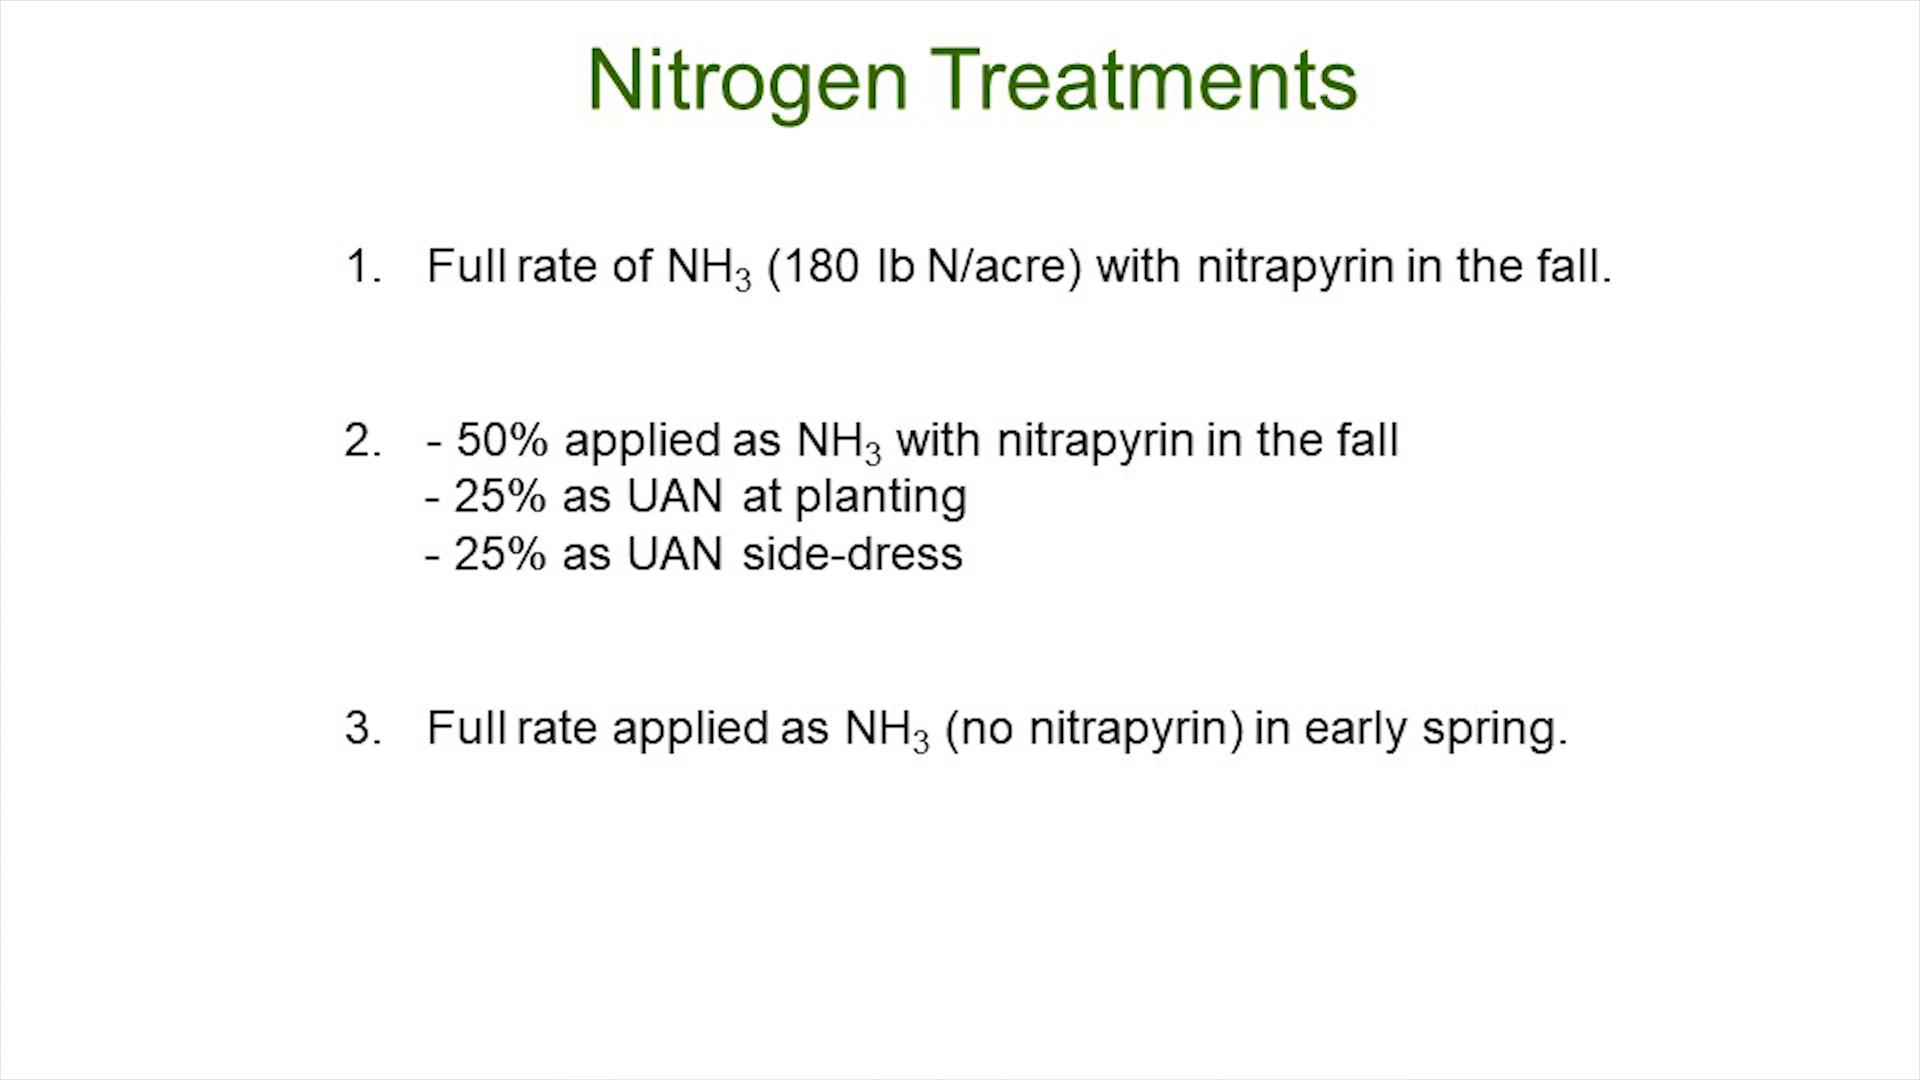 Nitrogen Treatments
1. Full rate of NH₃ (180 lb N/acre) with nitrapyrin in the fall.
2. - 50% applied as NH₃ with nitrapyrin in the fall
- 25% as UAN at planting
- 25% as UAN side-dress
3. Full rate applied as NH₃ (no nitrapyrin) in early spring.